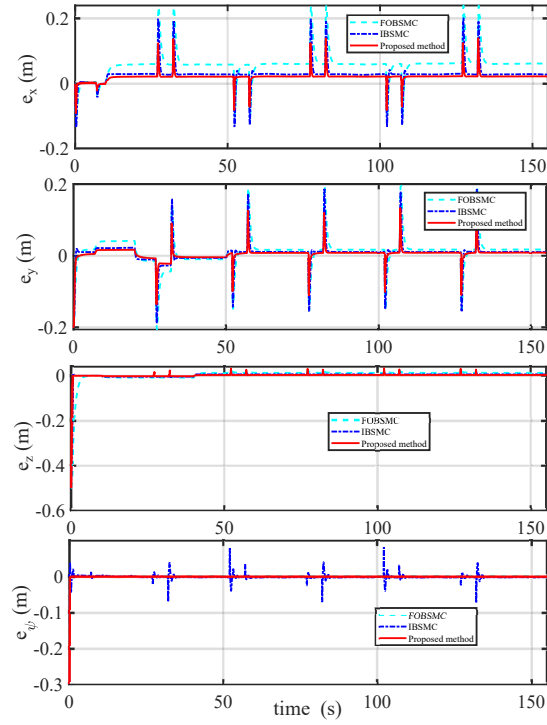 0.2
0
-0.2
e_x (m)
FOBSMC
IBSMC
Proposed method
0 50 100 150
0.2
0
-0.2
e_y (m)
FOBSMC
IBSMC
Proposed method
0 50 100 150
0
-0.2
-0.4
-0.6
e_z (m)
FOBSMC
IBSMC
Proposed method
0 50 100 150
0
-0.1
-0.2
-0.3
e_ψ (m)
FOBSMC
IBSMC
Proposed method
0 50 100 150
time (s)